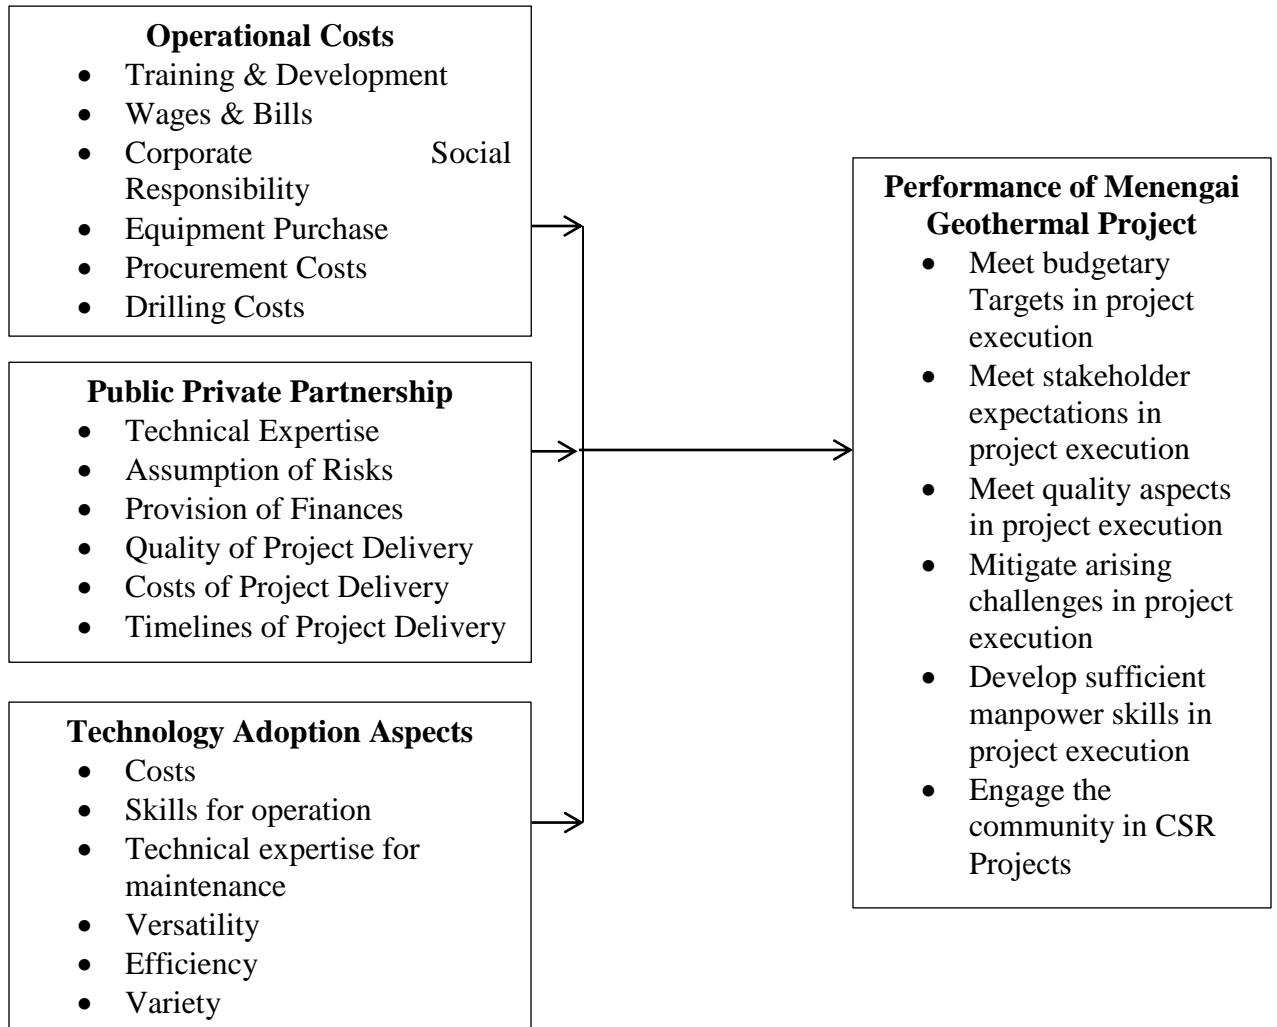 Operational Costs
• Training & Development
• Wages & Bills
• Corporate Social
Responsibility
• Equipment Purchase
• Procurement Costs
• Drilling Costs
Public Private Partnership
• Technical Expertise
• Assumption of Risks
• Provision of Finances
• Quality of Project Delivery
• Costs of Project Delivery
• Timelines of Project Delivery
Technology Adoption Aspects
• Costs
• Skills for operation
• Technical expertise for
maintenance
• Versatility
• Efficiency
• Variety
Performance of Menengai
Geothermal Project
• Meet budgetary
Targets in project
execution
• Meet stakeholder
expectations in
project execution
• Meet quality aspects
in project execution
• Mitigate arising
challenges in project
execution
• Develop sufficient
manpower skills in
project execution
• Engage the
community in CSR
Projects